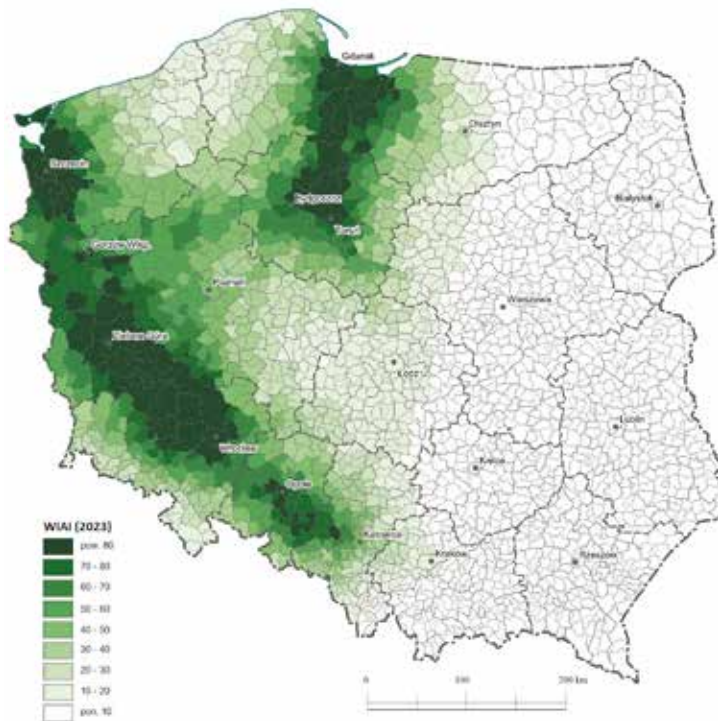 Gdańsk
Olsztyn
Szczecin
Białystok
Bydgoszcz
Toruń
Gorzów Wlkp.
Poznań
Warszawa
Zielona Góra
Łódź
Lublin
Wrocław
Kielce
Opole
Katowice
Kraków
Rzeszów
WIAI (2023)
pow. 80
70 - 80
60 - 70
50 - 60
40 - 50
30 - 40
20 - 30
10 - 20
pon. 10
0 100 200 km